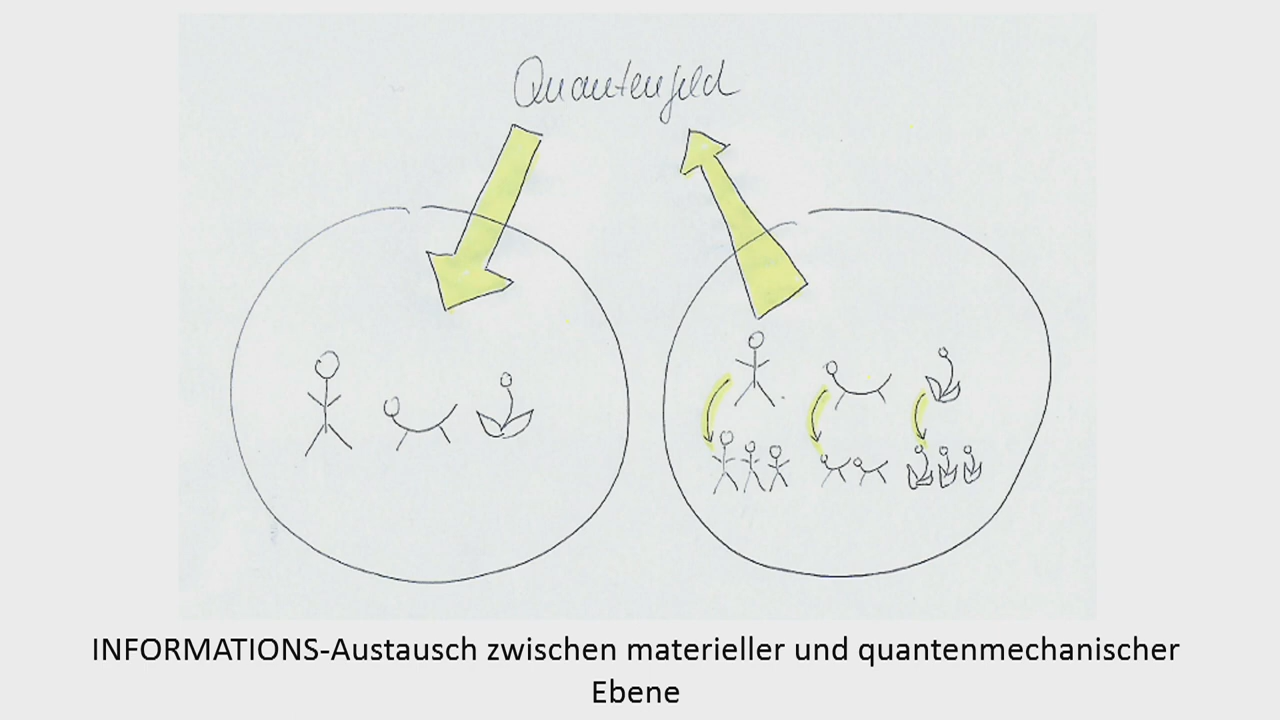 Quantenfeld
INFORMATIONS-Austausch zwischen materieller und quantenmechanischer
Ebene